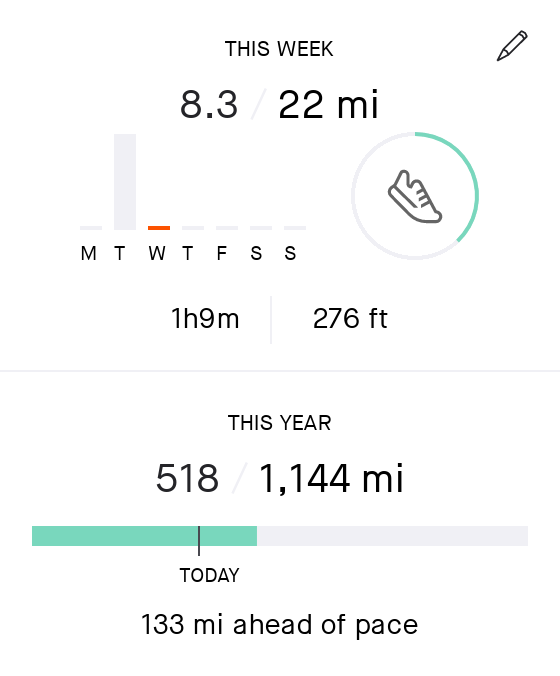 THIS WEEK
8.3 / 22 mi
M T W T F S S
1h9m 276 ft
THIS YEAR
518 / 1,144 mi
TODAY
133 mi ahead of pace